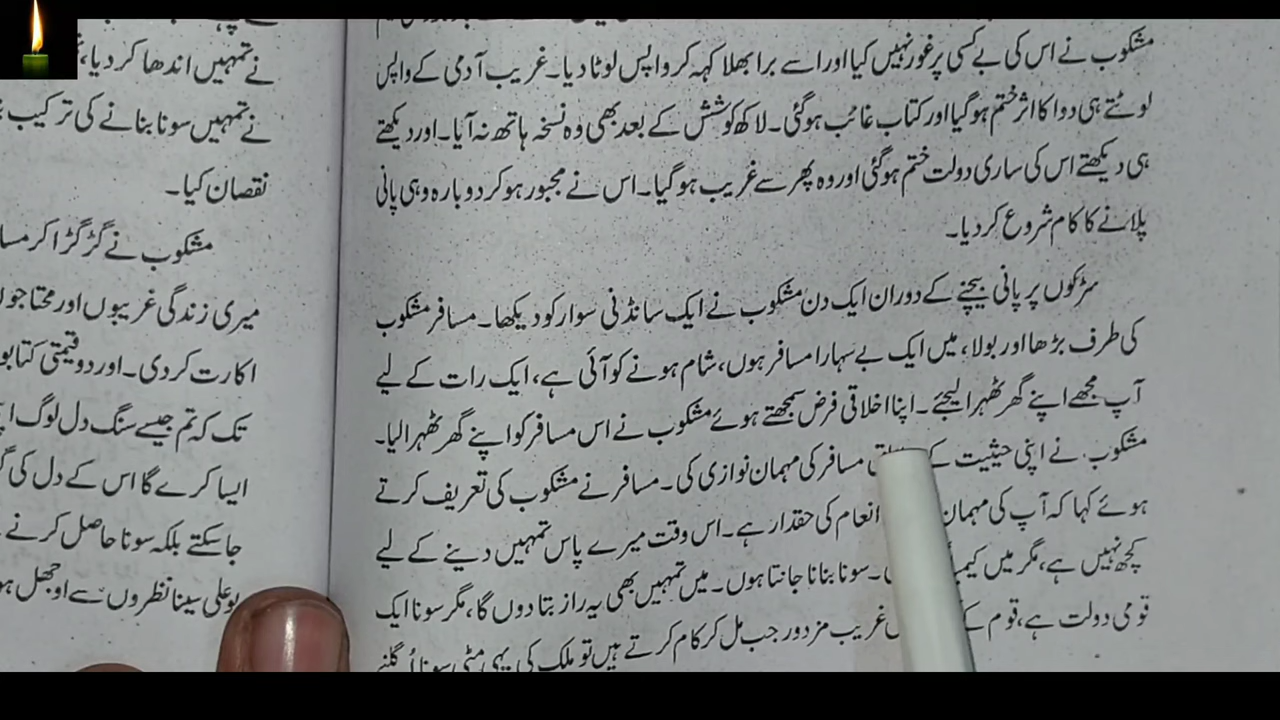 مشکوب نے اس کی بے کسی پر غور نہیں کیا اور اسے برا بھلا کہہ کر واپس لوٹا دیا۔ غریب آدمی کے واپس
لوٹتے ہی دوا کا اثر ختم ہو گیا اور کتاب غائب ہو گئی۔ لاکھ کوشش کے بعد بھی وہ نسخہ ہاتھ نہ آیا۔ اور دیکھتے
ہی دیکھتے اس کی ساری دولت ختم ہو گئی اور وہ پھر سے غریب ہو گیا۔ اس نے مجبور ہو کر دوبارہ وہی پانی
پلانے کا کام شروع کر دیا۔
سڑکوں پر پانی بیچنے کے دوران ایک دن مشکوب نے ایک سانڈنی سوار کو دیکھا۔ مسافر مشکوب
کی طرف بڑھا اور بولا، میں ایک بے سہارا مسافر ہوں، شام ہونے کو آئی ہے، ایک رات کے لیے
آپ مجھے اپنے گھر ٹھہرا لیجئے۔ اپنا اخلاقی فرض سمجھتے ہوئے مشکوب نے اس مسافر کو اپنے گھر ٹھہرا لیا۔
مشکوب نے اپنی حیثیت کے مسافر کی مہمان نوازی کی۔ مسافر نے مشکوب کی تعریف کرتے
ہوئے کہا کہ آپ کی مہمان انعام کی حقدار ہے۔ اس وقت میرے پاس تمہیں دینے کے لیے
کچھ نہیں ہے، مگر میں سونا بنانا جانتا ہوں۔ میں تمہیں بھی یہ راز بتا دوں گا، مگر سونا ایک
قومی دولت ہے، قوم کے غریب مزدور جب مل کر کام کرتے ہیں تو ملک کی یہی مٹی سونا اُگلنے
نے تمہیں اندھا کر دیا،
نے تمہیں سونا بنانے کی ترکیب
نقصان کیا۔
مشکوب نے گڑگڑا کر
میری زندگی غریبوں اور محتاجوں
اکارت کر دی۔ اور دو قیمتی
تک کہ تم جیسے سنگ دل لوگ
ایسا کرے گا اس کے دل کی
جا سکتے بلکہ سونا حاصل کرنے
بو علی سینا نظروں سے اوجھل